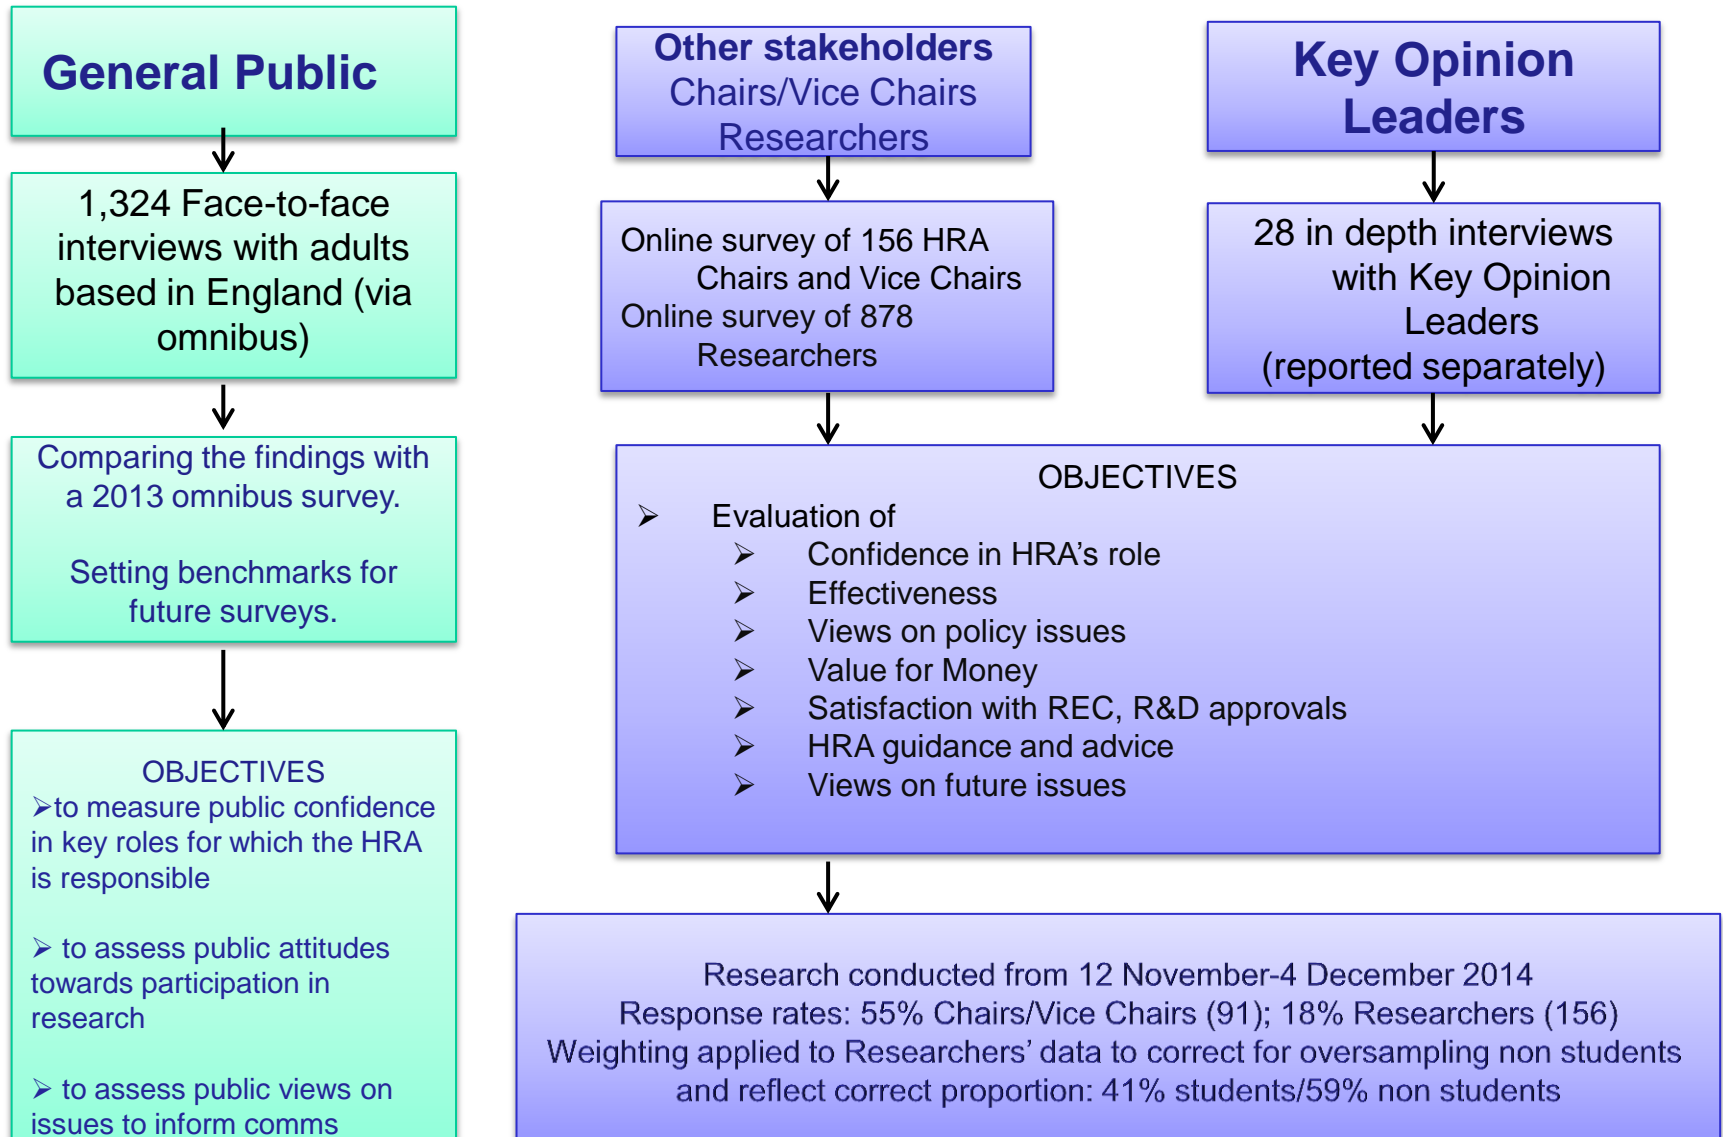 General Public
1,324 Face-to-face
interviews with adults
based in England (via
omnibus)
Comparing the findings with
a 2013 omnibus survey.
Setting benchmarks for
future surveys.
OBJECTIVES
➢to measure public confidence
in key roles for which the HRA
is responsible
➢ to assess public attitudes
towards participation in
research
➢ to assess public views on
issues to inform comms
Other stakeholders
Chairs/Vice Chairs
Researchers
Online survey of 156 HRA
Chairs and Vice Chairs
Online survey of 878
Researchers
Key Opinion
Leaders
28 in depth interviews
with Key Opinion
Leaders
(reported separately)
OBJECTIVES
➢ Evaluation of
➢ Confidence in HRA’s role
➢ Effectiveness
➢ Views on policy issues
➢ Value for Money
➢ Satisfaction with REC, R&D approvals
➢ HRA guidance and advice
➢ Views on future issues
Research conducted from 12 November-4 December 2014
Response rates: 55% Chairs/Vice Chairs (91); 18% Researchers (156)
Weighting applied to Researchers’ data to correct for oversampling non students
and reflect correct proportion: 41% students/59% non students